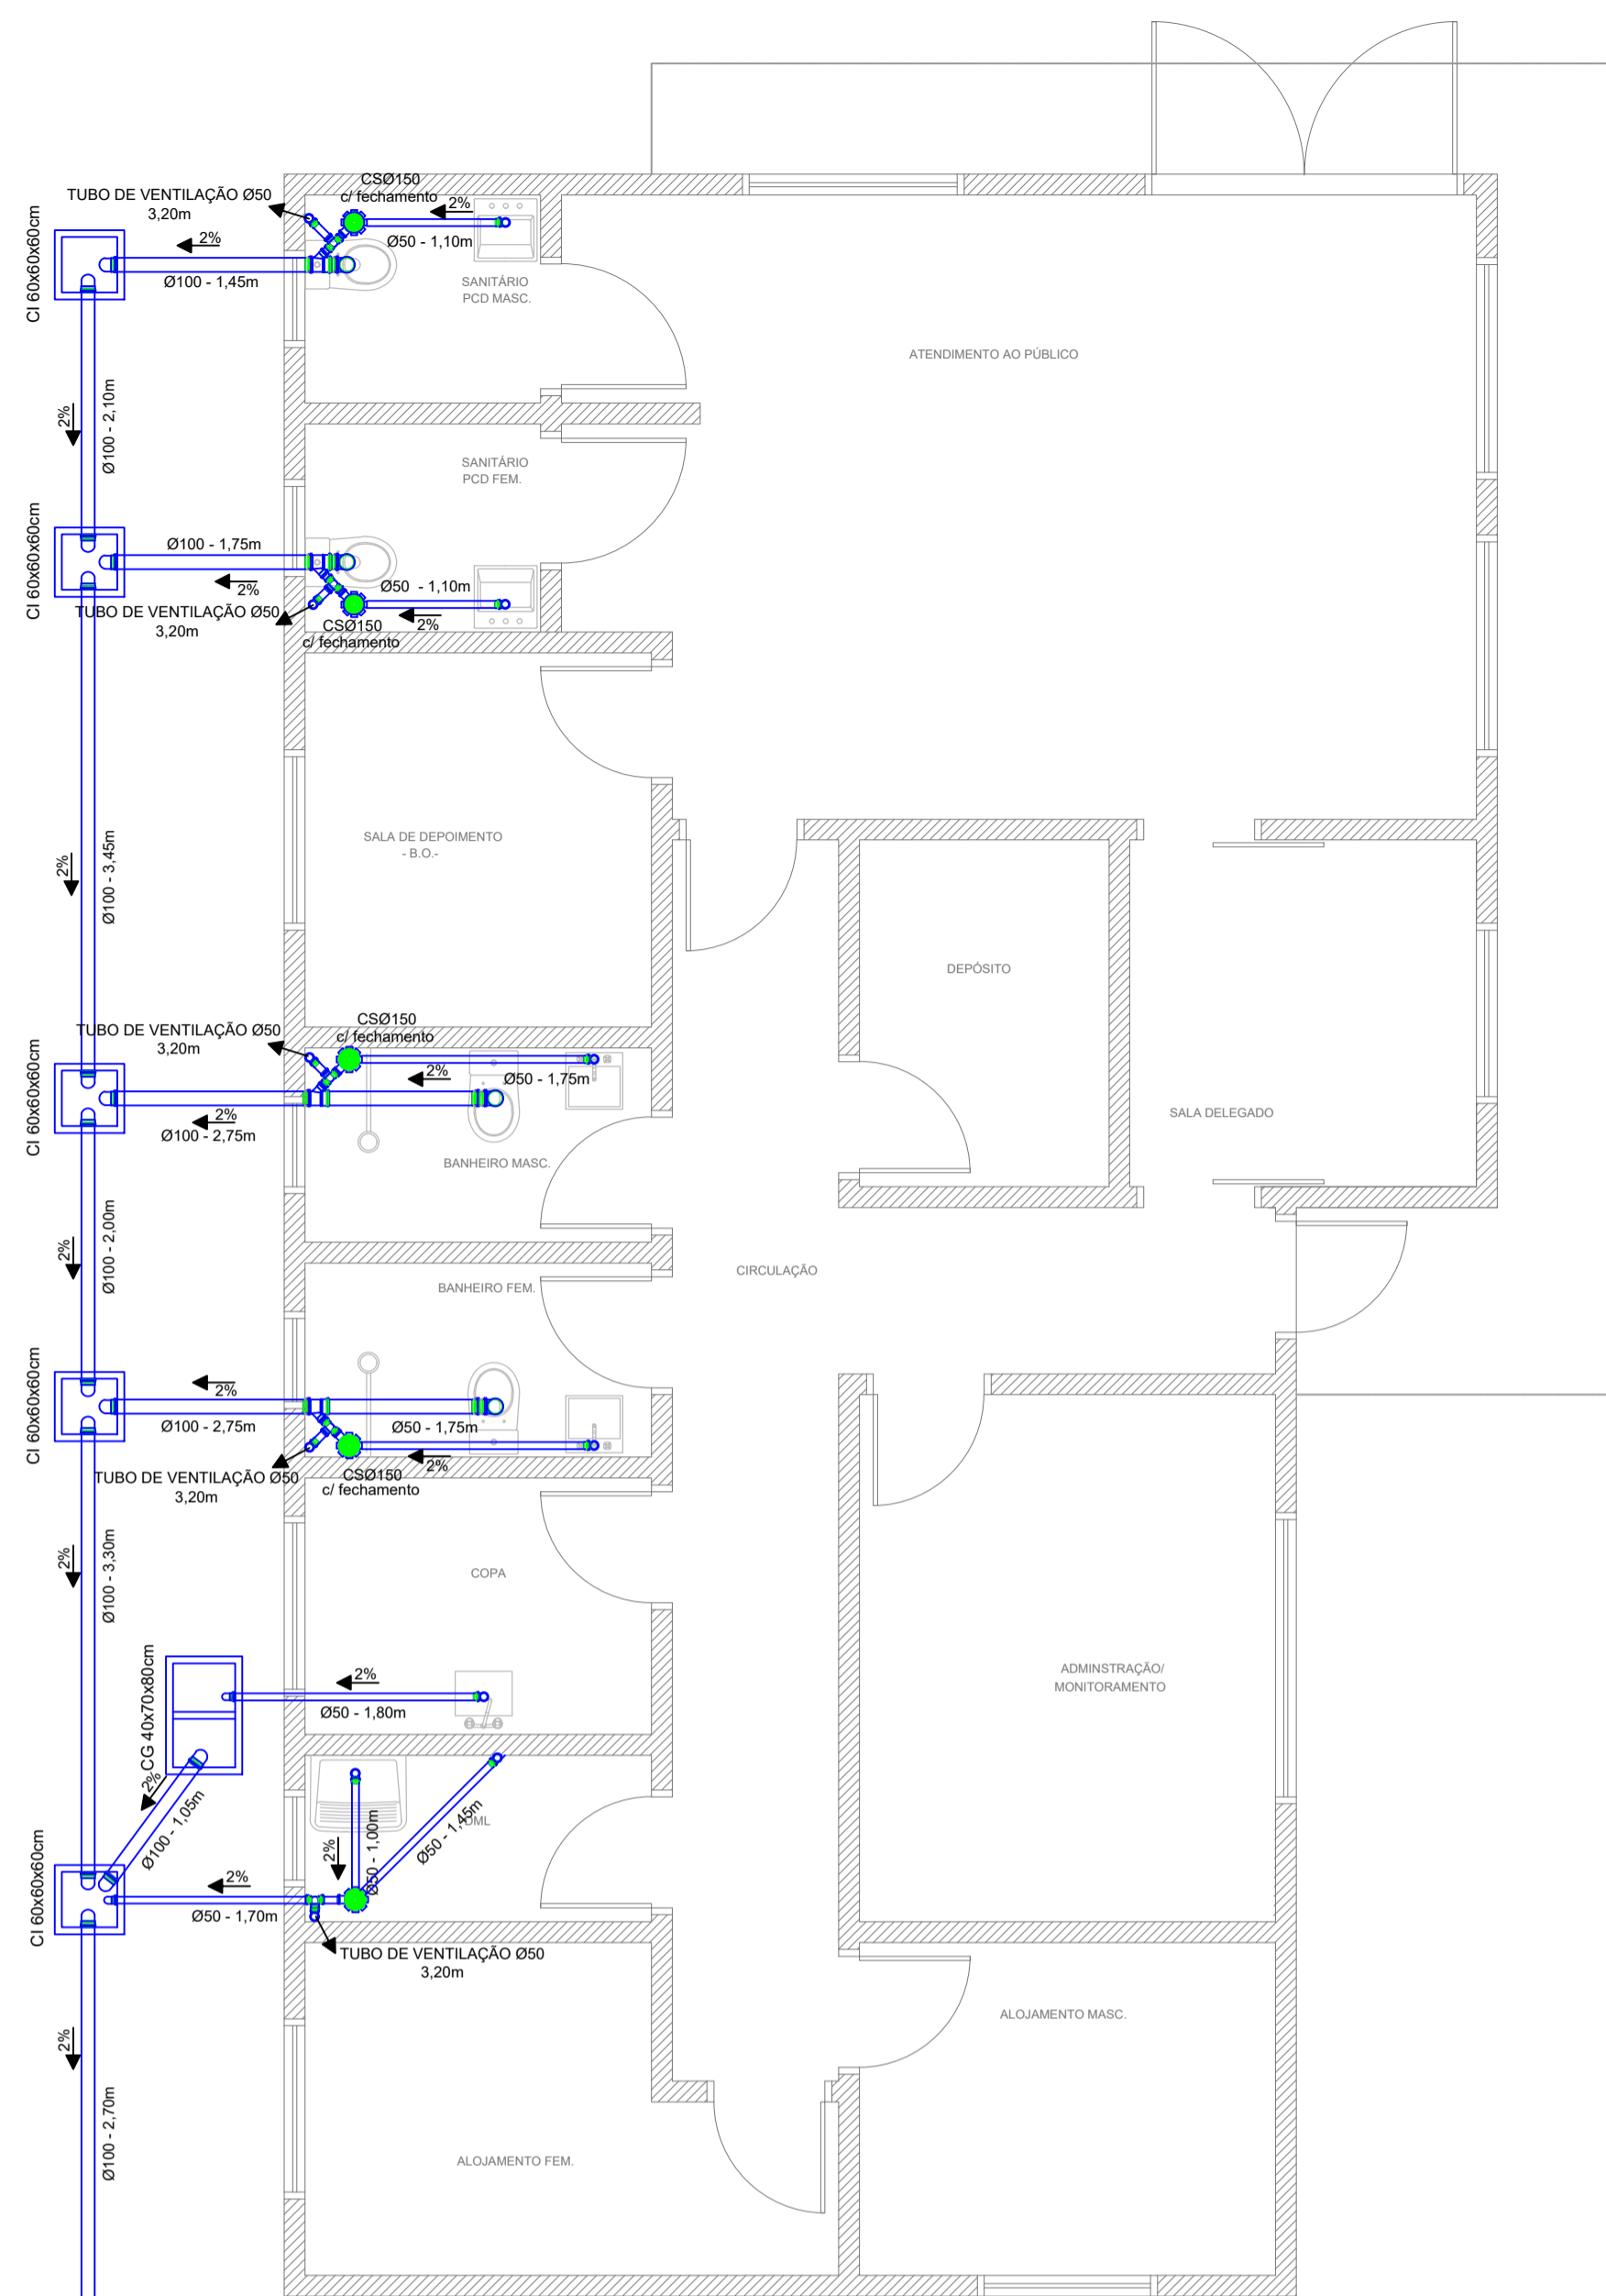 TUBO DE VENTILAÇÃO Ø50
3,20m
CSØ150
c/ fechamento
2%
2%
Ø50 - 1,10m
Ø100 - 1,45m
CI 60x60x60cm
SANITÁRIO
PCD MASC.
ATENDIMENTO AO PÚBLICO
2%
Ø100 - 2,10m
SANITÁRIO
PCD FEM.
CI 60x60x60cm
Ø100 - 1,75m
2%
Ø50 - 1,10m
2%
TUBO DE VENTILAÇÃO Ø50
3,20m
CSØ150
c/ fechamento
SALA DE DEPOIMENTO
- B.O.-
2%
Ø100 - 3,45m
DEPÓSITO
TUBO DE VENTILAÇÃO Ø50
3,20m
CSØ150
c/ fechamento
2%
Ø50 - 1,75m
CI 60x60x60cm
2%
Ø100 - 2,75m
SALA DELEGADO
BANHEIRO MASC.
2%
Ø100 - 2,00m
CIRCULAÇÃO
BANHEIRO FEM.
CI 60x60x60cm
2%
Ø100 - 2,75m
Ø50 - 1,75m
2%
TUBO DE VENTILAÇÃO Ø50
3,20m
CSØ150
c/ fechamento
2%
Ø100 - 3,30m
COPA
CG 40x70x80cm
2%
Ø50 - 1,80m
ADMINSTRAÇÃO/
MONITORAMENTO
2%
Ø100 - 1,05m
DML
2%
Ø50 - 1,00m
Ø50 - 1,45m
CI 60x60x60cm
2%
Ø50 - 1,70m
TUBO DE VENTILAÇÃO Ø50
3,20m
ALOJAMENTO MASC.
2%
Ø100 - 2,70m
ALOJAMENTO FEM.